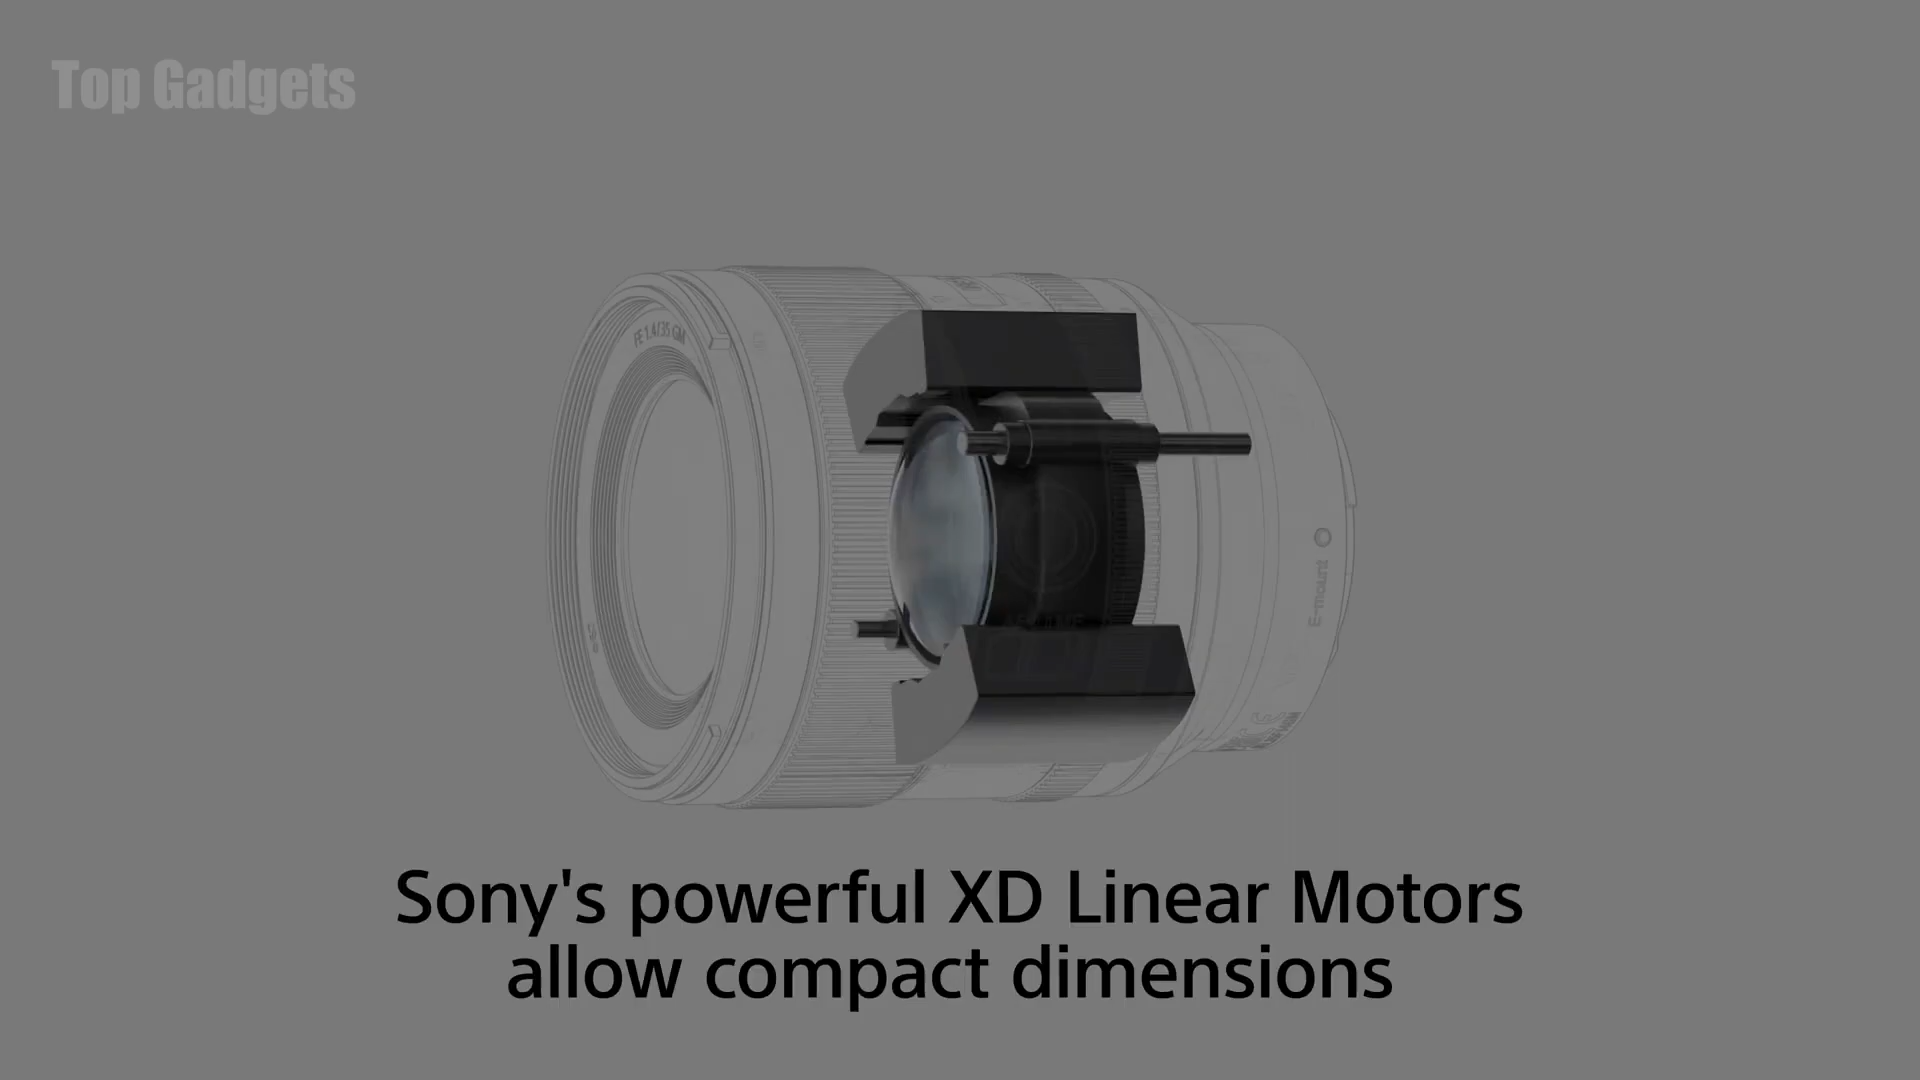 Top Gadgets
FE 1.4/35 GM
E-mount
Sony's powerful XD Linear Motors
allow compact dimensions